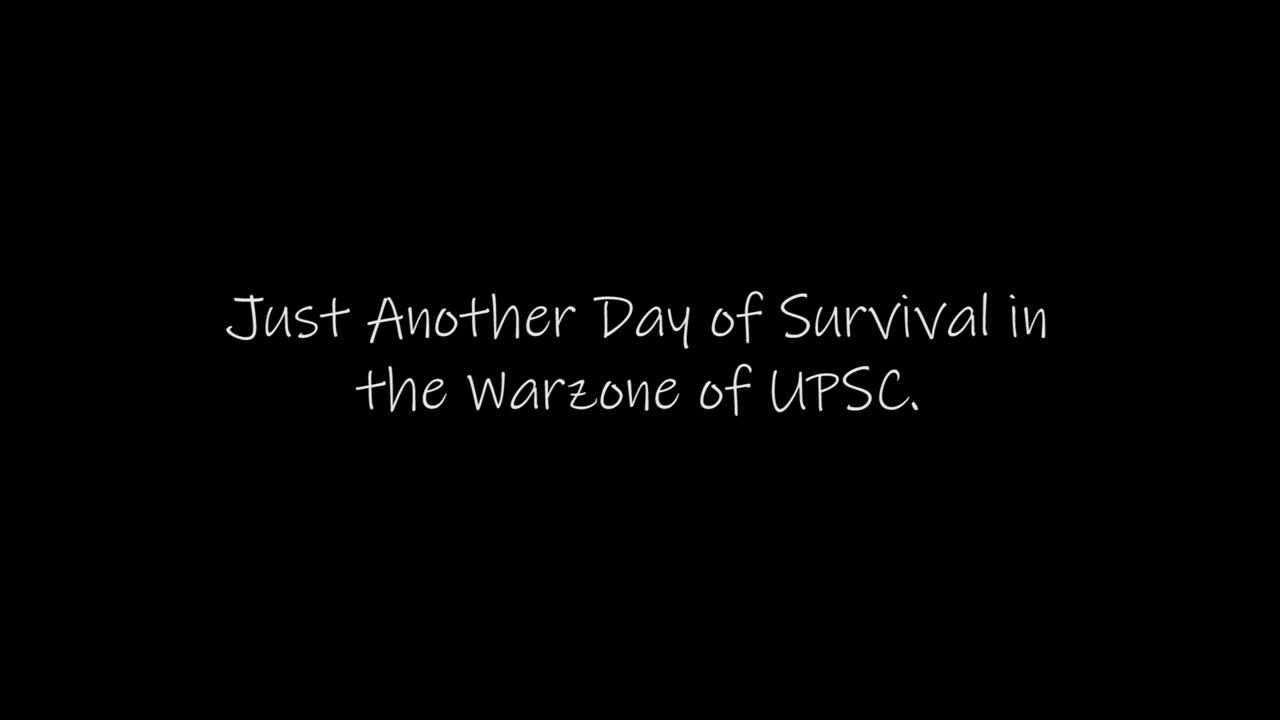 Just Another Day of Survival in
the Warzone of UPSC.